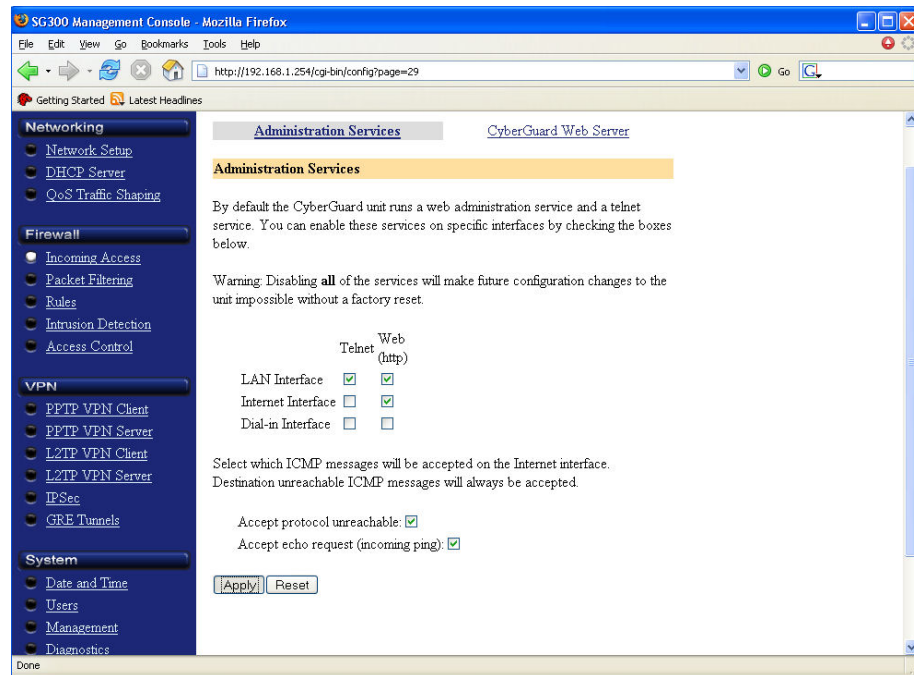 SG300 Management Console - Mozilla Firefox
File Edit View Go Bookmarks Tools Help
http://192.168.1.254/cgi-bin/config?page=29 Go G
Getting Started Latest Headlines
Networking
Network Setup
DHCP Server
QoS Traffic Shaping
Firewall
Incoming Access
Packet Filtering
Rules
Intrusion Detection
Access Control
VPN
PPTP VPN Client
PPTP VPN Server
L2TP VPN Client
L2TP VPN Server
IPSec
GRE Tunnels
System
Date and Time
Users
Management
Diagnostics
Administration Services CyberGuard Web Server
Administration Services
By default the CyberGuard unit runs a web administration service and a telnet
service. You can enable these services on specific interfaces by checking the boxes
below.
Warning: Disabling all of the services will make future configuration changes to the
unit impossible without a factory reset.
Telnet Web
(http)
LAN Interface
Internet Interface
Dial-in Interface
Select which ICMP messages will be accepted on the Internet interface.
Destination unreachable ICMP messages will always be accepted.
Accept protocol unreachable:
Accept echo request (incoming ping):
Apply Reset
Done